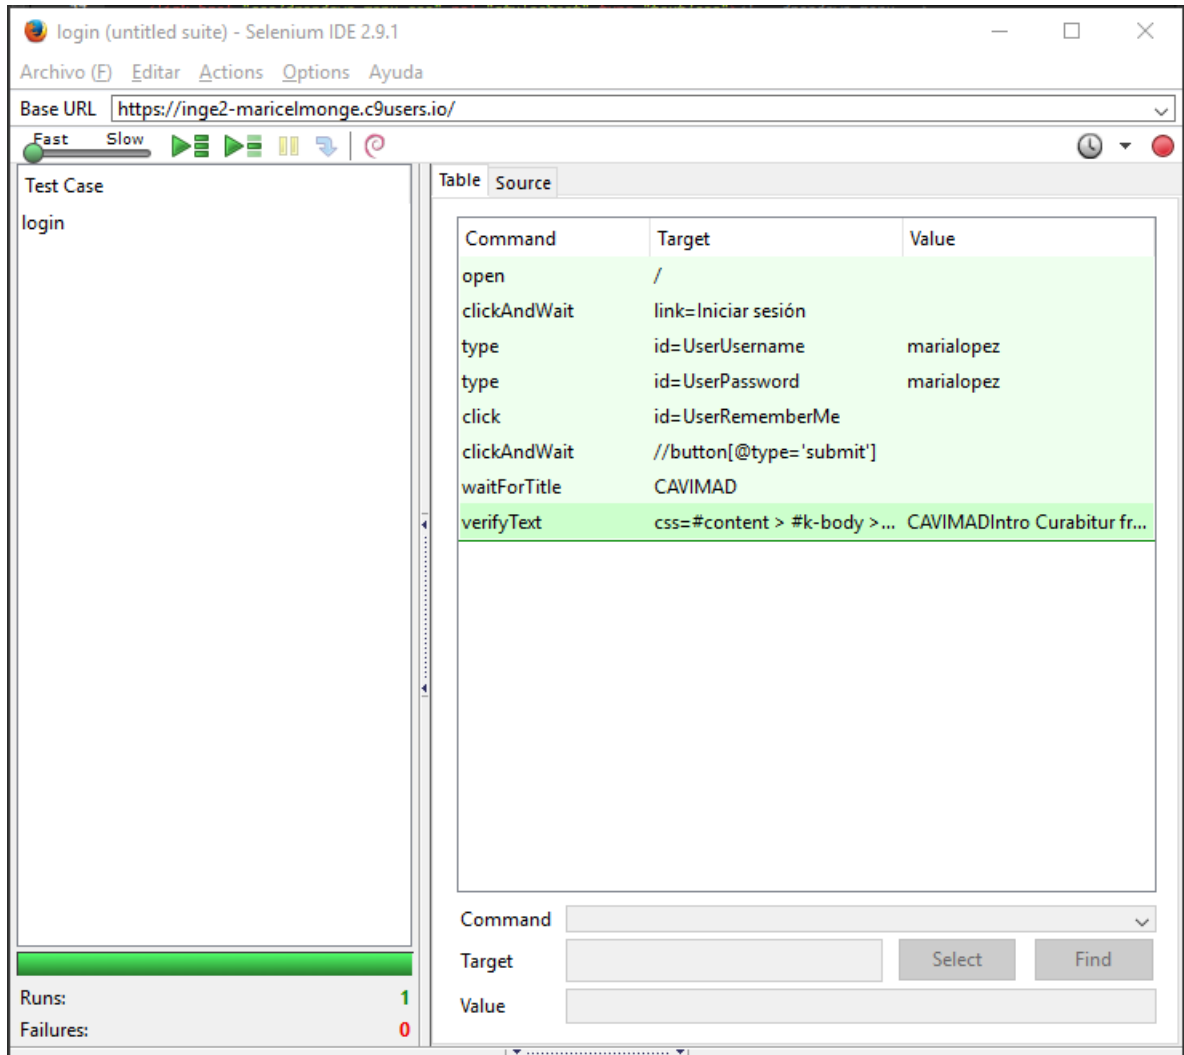 login (untitled suite) - Selenium IDE 2.9.1
Archivo (F) Editar Actions Options Ayuda
Base URL https://inge2-maricelmonge.c9users.io/
Fast Slow
Test Case
login
Runs: 1
Failures: 0
Table Source
Command Target Value
open /
clickAndWait link=Iniciar sesión
type id=UserUsername marialopez
type id=UserPassword marialopez
click id=UserRememberMe
clickAndWait //button[@type='submit']
waitForTitle CAVIMAD
verifyText css=#content > #k-body >... CAVIMADIntro Curabitur fr...
Command
Target Select Find
Value